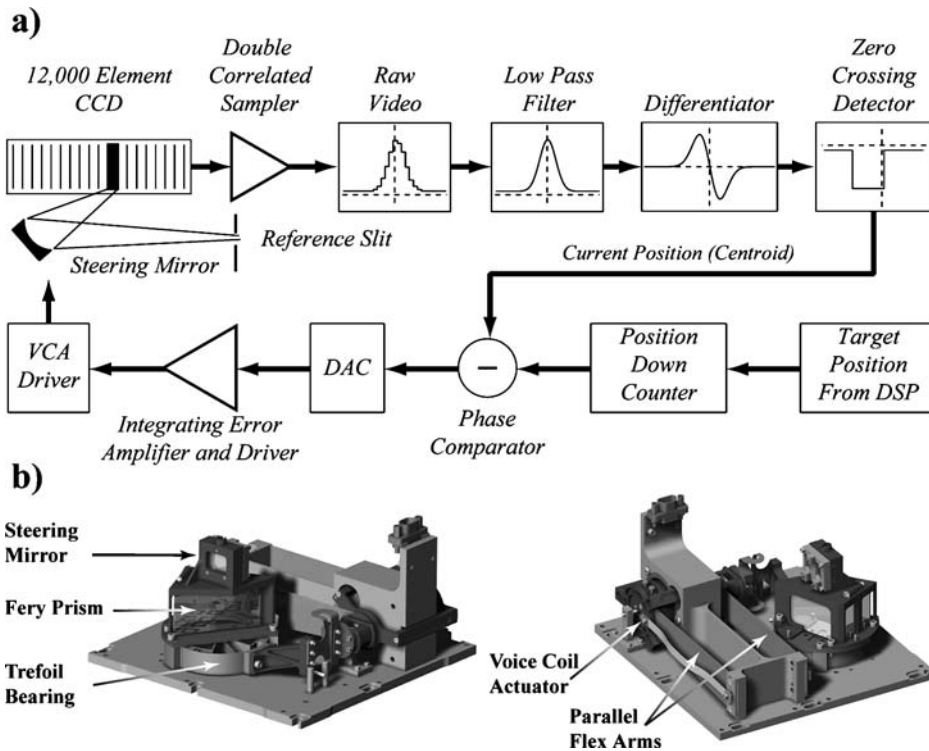 a)
12,000 Element
CCD
Double
Correlated
Sampler
Raw
Video
Low Pass
Filter
Differentiator
Zero
Crossing
Detector
Steering Mirror
Reference Slit
Current Position (Centroid)
VCA
Driver
Integrating Error
Amplifier and Driver
DAC
–
Phase
Comparator
Position
Down
Counter
Target
Position
From DSP
b)
Steering
Mirror
Fery Prism
Trefoil
Bearing
Voice Coil
Actuator
Parallel
Flex Arms